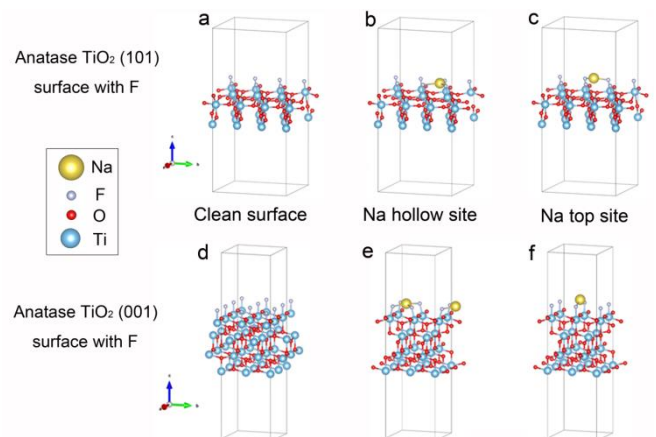 a
b
c
Anatase TiO₂ (101)
surface with F
Na
F
O
Ti
Clean surface
Na hollow site
Na top site
d
e
f
Anatase TiO₂ (001)
surface with F